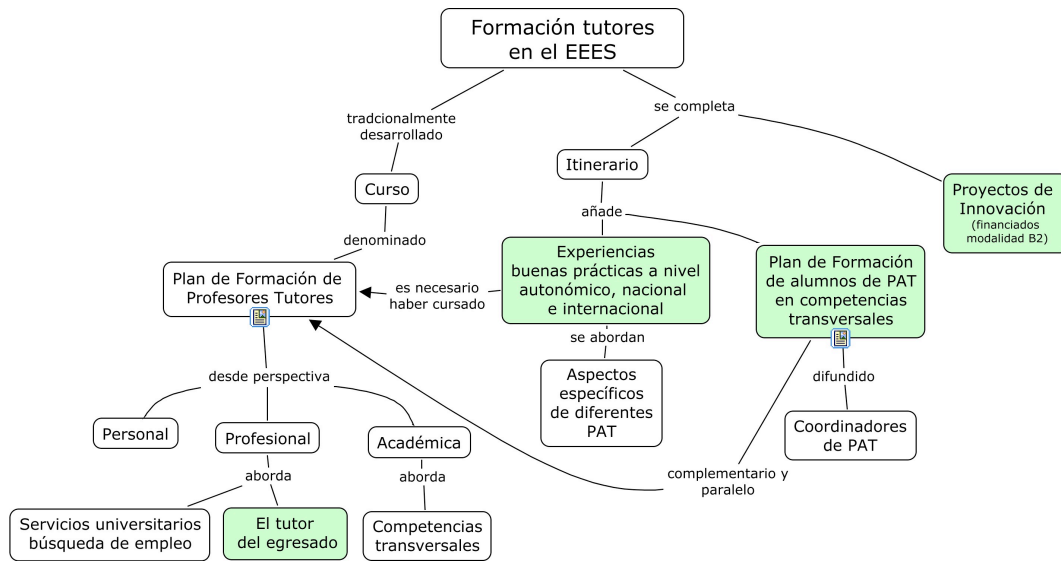 Formación tutores
en el EEES
tradcionalmente
desarrollado
se completa
Itinerario
Curso
Proyectos de
Innovación
(financiados
modalidad B2)
añade
denominado
Experiencias
buenas prácticas a nivel
autonómico, nacional
e internacional
Plan de Formación
de alumnos de PAT
en competencias
transversales
Plan de Formación de
Profesores Tutores
es necesario
haber cursado
se abordan
Aspectos
específicos
de diferentes
PAT
difundido
Coordinadores
de PAT
desde perspectiva
Personal
Profesional
Académica
complementario y
paralelo
aborda
aborda
Servicios universitarios
búsqueda de empleo
El tutor
del egresado
Competencias
transversales